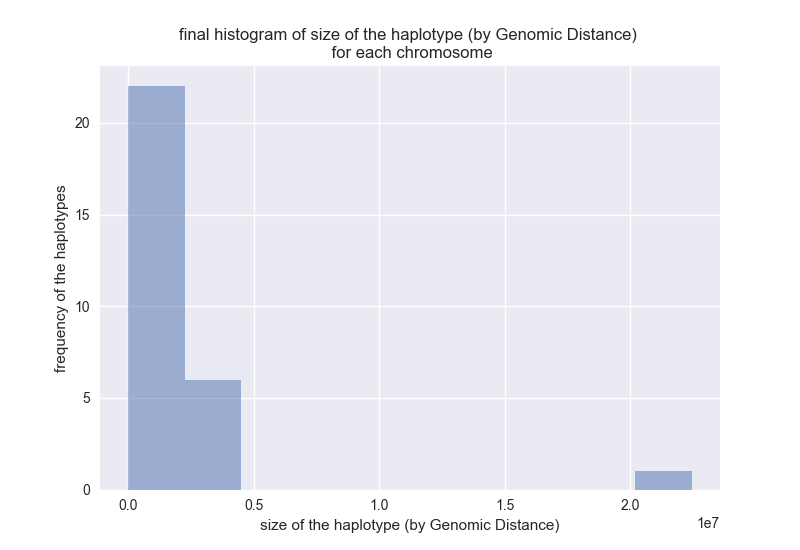 final histogram of size of the haplotype (by Genomic Distance)
for each chromosome
frequency of the haplotypes
20
15
10
5
0
0.0
0.5
1.0
1.5
2.0
1e7
size of the haplotype (by Genomic Distance)